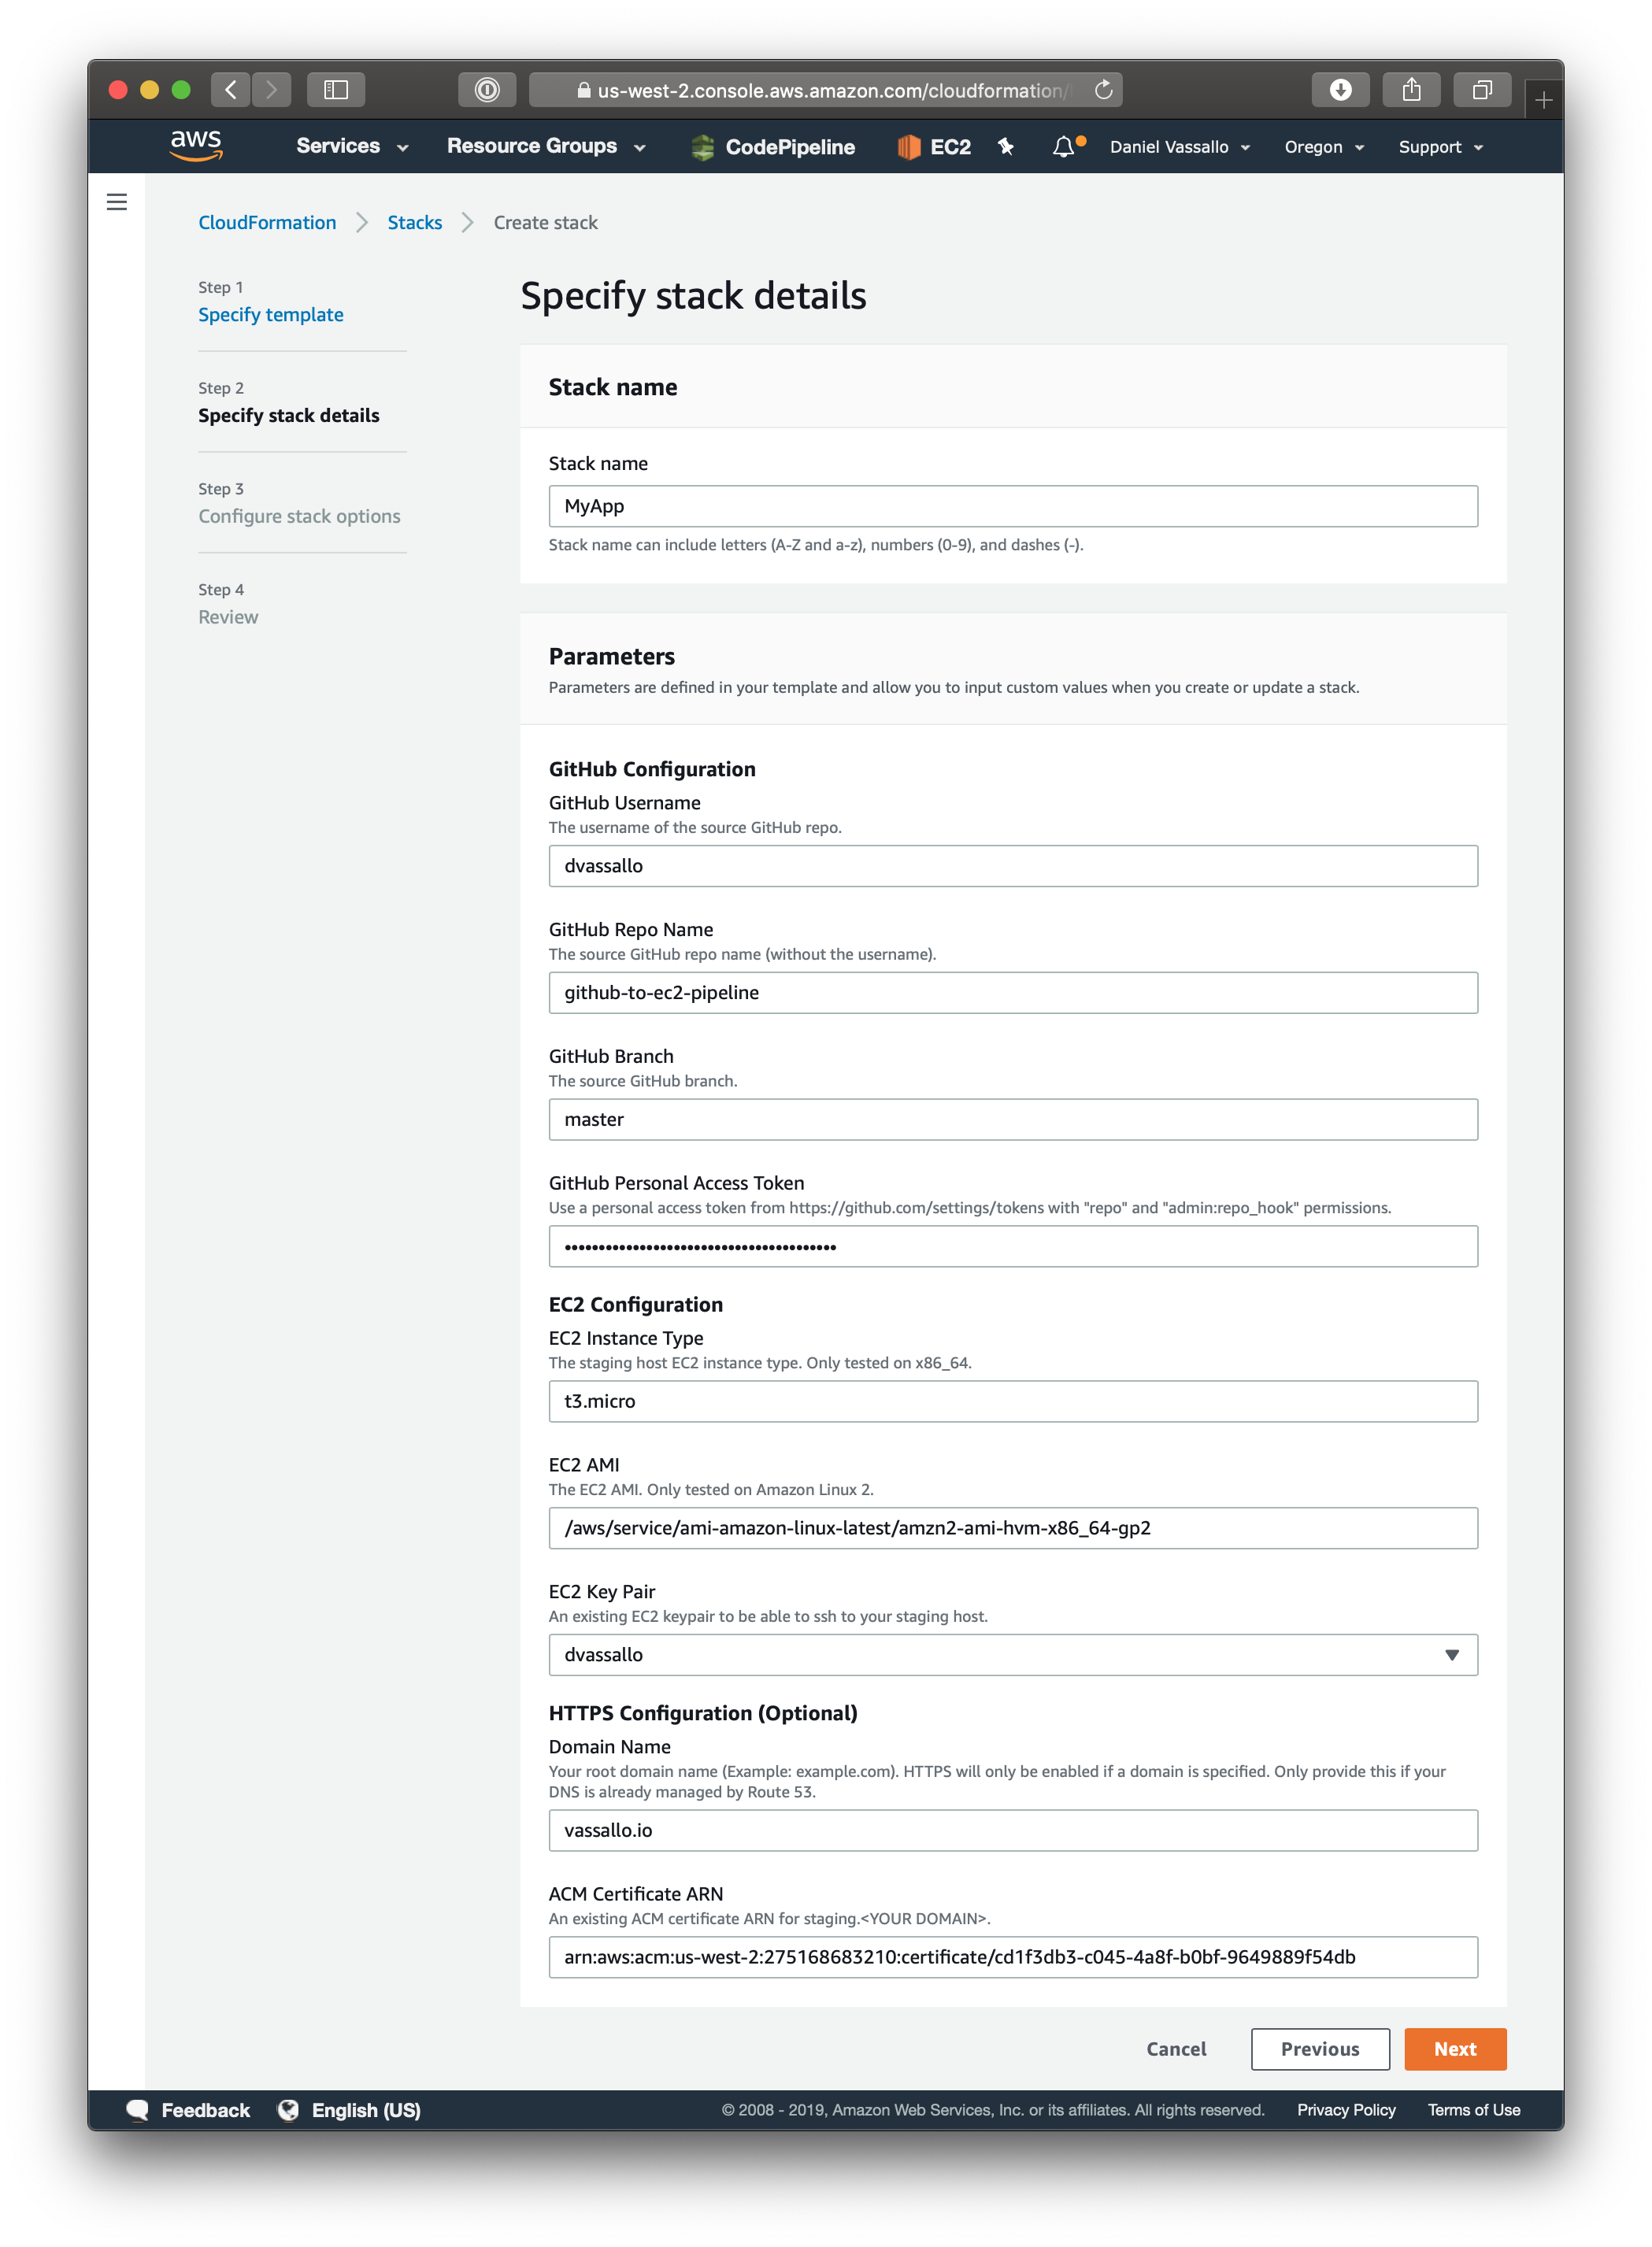 us-west-2.console.aws.amazon.com/cloudformation/
aws Services Resource Groups CodePipeline EC2 Daniel Vassallo Oregon Support
CloudFormation Stacks Create stack
Step 1
Specify template
Step 2
Specify stack details
Step 3
Configure stack options
Step 4
Review
Specify stack details
Stack name
Stack name
MyApp
Stack name can include letters (A-Z and a-z), numbers (0-9), and dashes (-).
Parameters
Parameters are defined in your template and allow you to input custom values when you create or update a stack.
GitHub Configuration
GitHub Username
The username of the source GitHub repo.
dvassallo
GitHub Repo Name
The source GitHub repo name (without the username).
github-to-ec2-pipeline
GitHub Branch
The source GitHub branch.
master
GitHub Personal Access Token
Use a personal access token from https://github.com/settings/tokens with "repo" and "admin:repo_hook" permissions.
••••••••••••••••••••••••••••••••••••••••
EC2 Configuration
EC2 Instance Type
The staging host EC2 instance type. Only tested on x86_64.
t3.micro
EC2 AMI
The EC2 AMI. Only tested on Amazon Linux 2.
/aws/service/ami-amazon-linux-latest/amzn2-ami-hvm-x86_64-gp2
EC2 Key Pair
An existing EC2 keypair to be able to ssh to your staging host.
dvassallo
HTTPS Configuration (Optional)
Domain Name
Your root domain name (Example: example.com). HTTPS will only be enabled if a domain is specified. Only provide this if your
DNS is already managed by Route 53.
vassallo.io
ACM Certificate ARN
An existing ACM certificate ARN for staging.<YOUR DOMAIN>.
arn:aws:acm:us-west-2:275168683210:certificate/cd1f3db3-c045-4a8f-b0bf-9649889f54db
Cancel Previous Next
Feedback English (US) © 2008 - 2019, Amazon Web Services, Inc. or its affiliates. All rights reserved. Privacy Policy Terms of Use